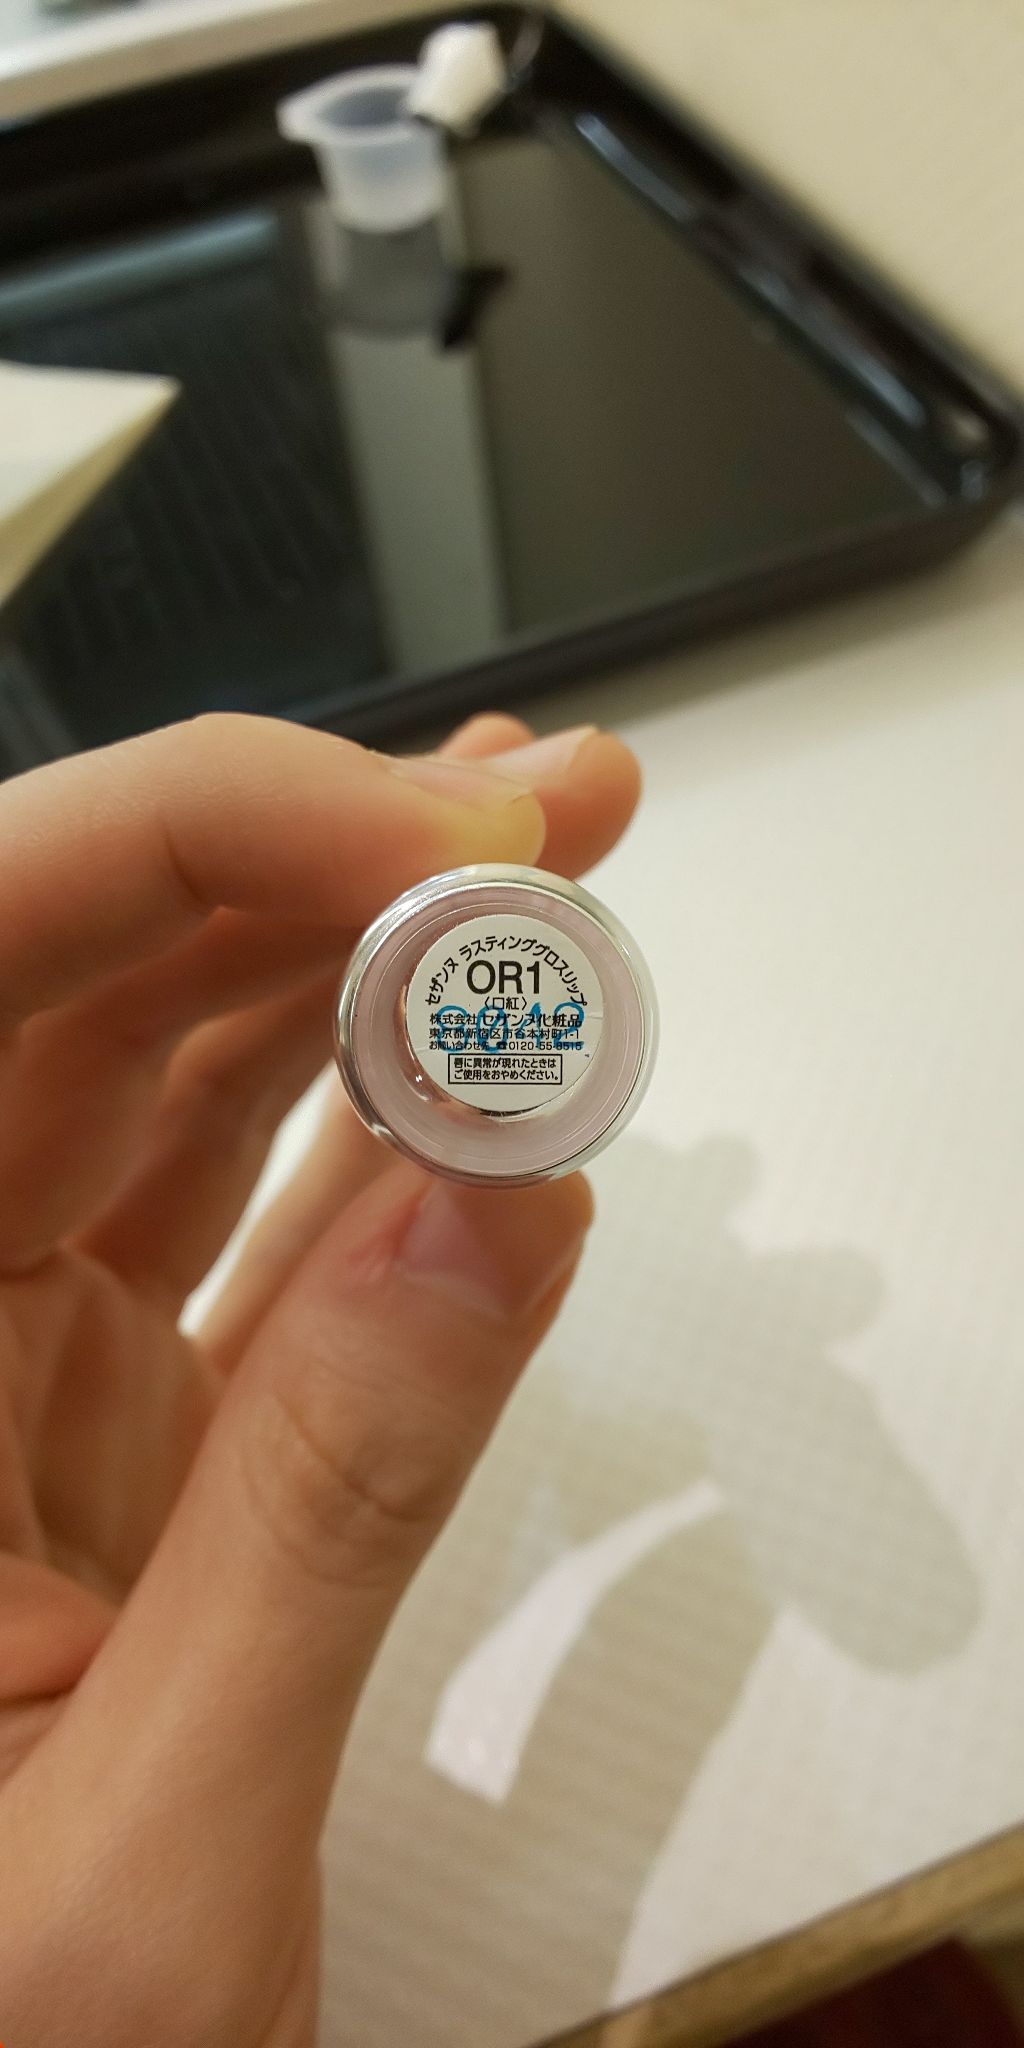 セザンヌ ラスティンググロスリップ
OR1
〈口紅〉
株式会社 セザンヌ化粧品
東京都新宿区市谷本村町1-1
お問い合わせ先 ☎0120-55-8515
唇に異常が現れたときは
ご使用をおやめください。